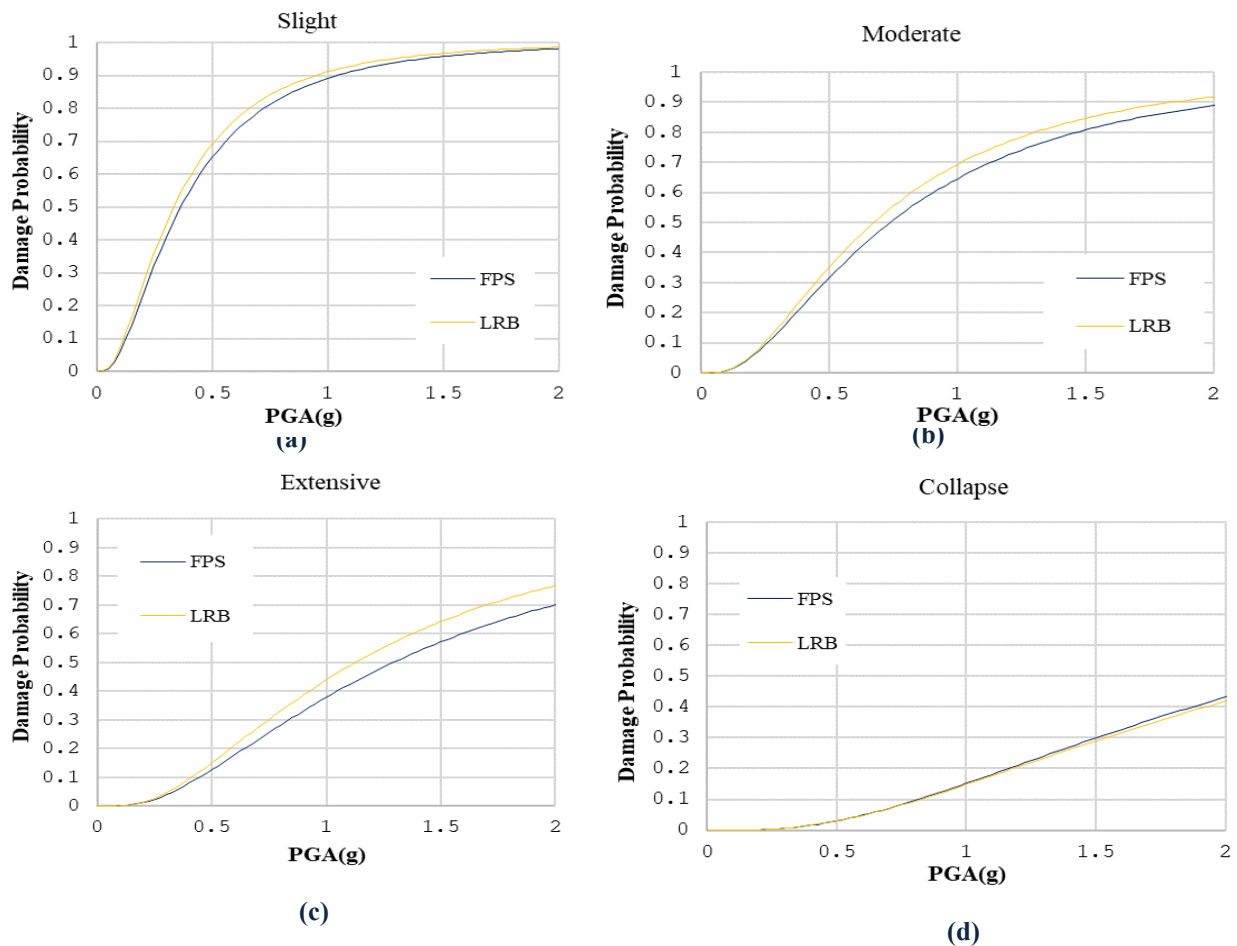 Slight
1
0.9
0.8
0.7
0.6
0.5
0.4
0.3
0.2
0.1
0
Damage Probability
FPS
LRB
0 0.5 1 1.5 2
PGA(g)
(a)
Moderate
1
0.9
0.8
0.7
0.6
0.5
0.4
0.3
0.2
0.1
0
Damage Probability
FPS
LRB
0 0.5 1 1.5 2
PGA(g)
(b)
Extensive
1
0.9
0.8
0.7
0.6
0.5
0.4
0.3
0.2
0.1
0
Damage Probability
FPS
LRB
0 0.5 1 1.5 2
PGA(g)
(c)
Collapse
1
0.9
0.8
0.7
0.6
0.5
0.4
0.3
0.2
0.1
0
Damage Probability
FPS
LRB
0 0.5 1 1.5 2
PGA(g)
(d)